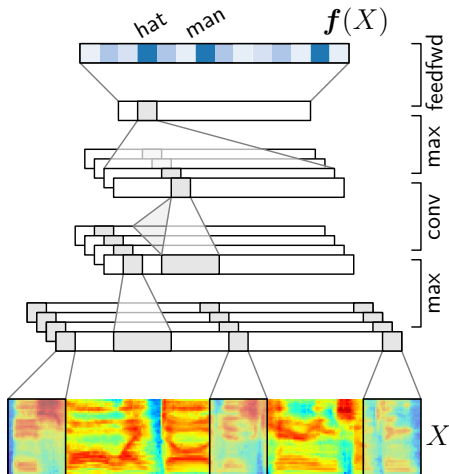 hat man f(X)
feedfwd
max
conv
max
X